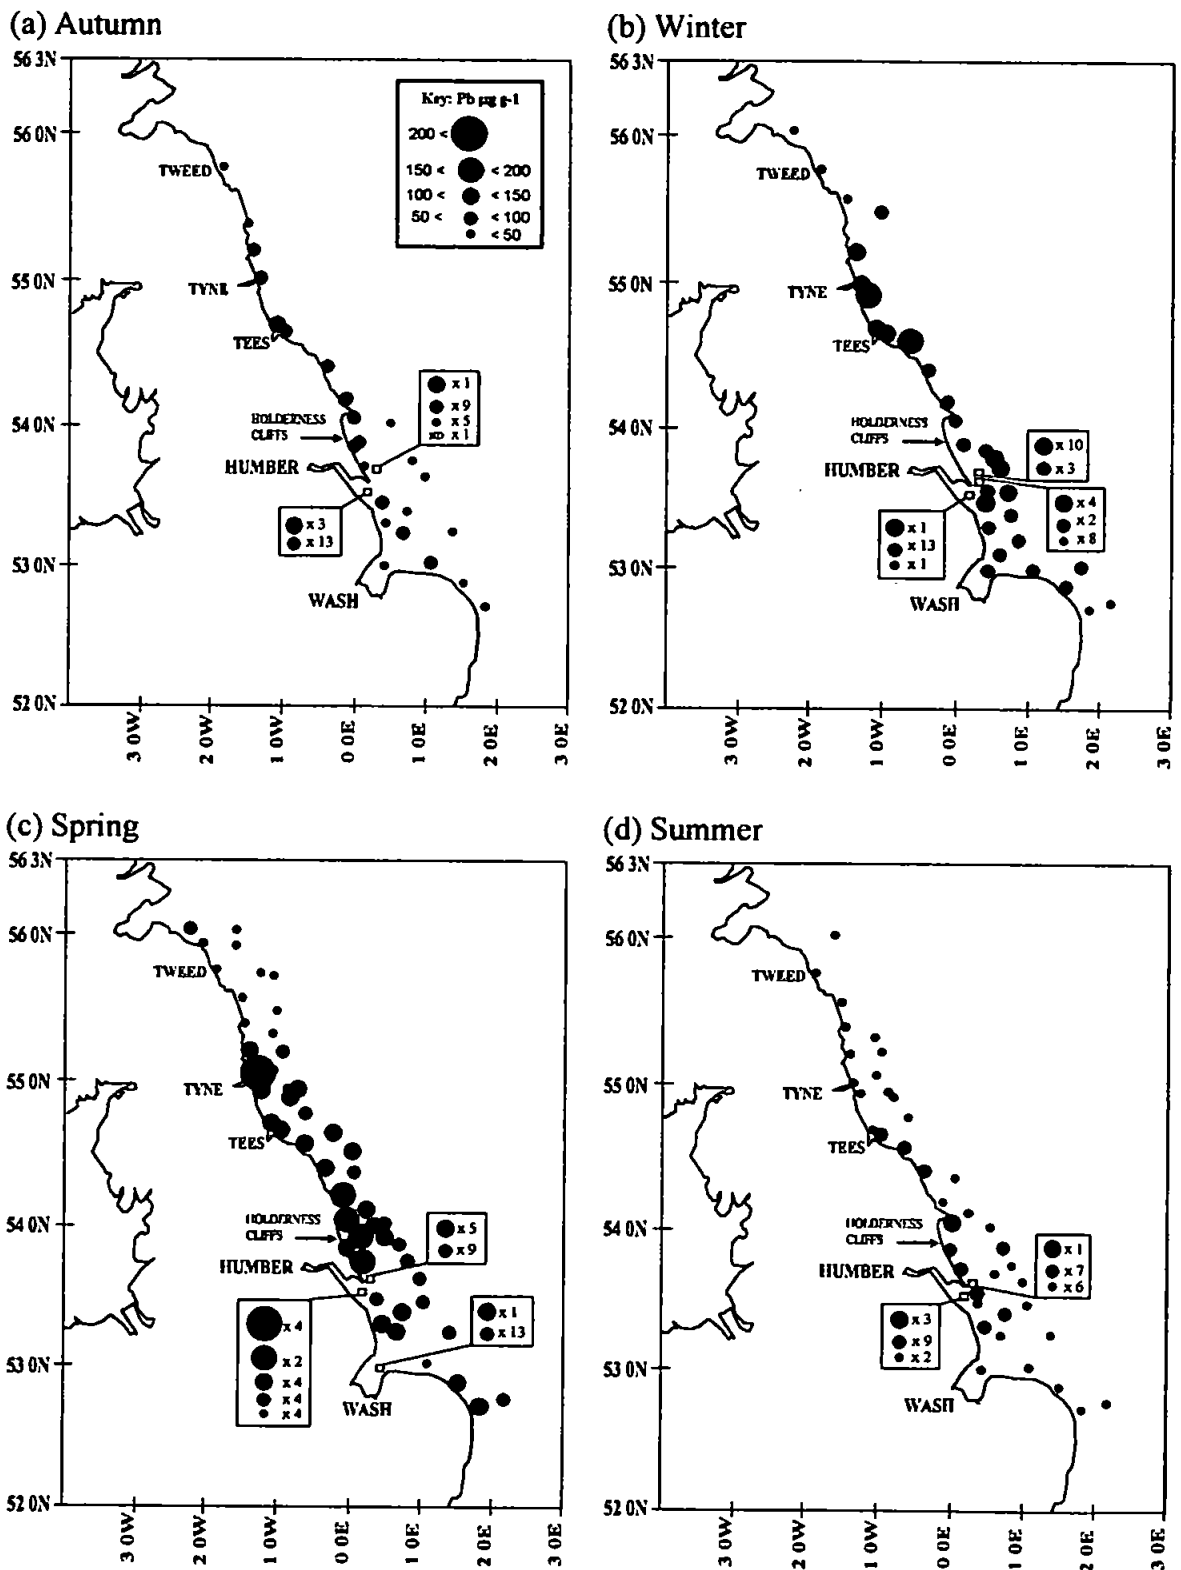 (a) Autumn
56.3N
56 0N
55 0N
54 0N
53 0N
52 0N
Key: Pb µg g-1
200 <
150 < < 200
100 < < 150
50 < < 100
< 50
TWEED
TYNE
TEES
HOLDERNESS
CLIFFS
HUMBER
WASH
x 1
x 9
x 5
x 1
x 3
x 13
3 0W
2 0W
1 0W
0 0E
1 0E
2 0E
3 0E
(b) Winter
56.3N
56 0N
55 0N
54 0N
53 0N
52 0N
TWEED
TYNE
TEES
HOLDERNESS
CLIFFS
HUMBER
WASH
x 10
x 3
x 4
x 2
x 8
x 1
x 13
x 1
3 0W
2 0W
1 0W
0 0E
1 0E
2 0E
3 0E
(c) Spring
56.3N
56 0N
55 0N
54 0N
53 0N
52 0N
TWEED
TYNE
TEES
HOLDERNESS
CLIFFS
HUMBER
WASH
x 5
x 9
x 1
x 13
x 4
x 2
x 4
x 4
x 4
3 0W
2 0W
1 0W
0 0E
1 0E
2 0E
3 0E
(d) Summer
56.3N
56 0N
55 0N
54 0N
53 0N
52 0N
TWEED
TYNE
TEES
HOLDERNESS
CLIFFS
HUMBER
WASH
x 1
x 7
x 6
x 3
x 9
x 2
3 0W
2 0W
1 0W
0 0E
1 0E
2 0E
3 0E